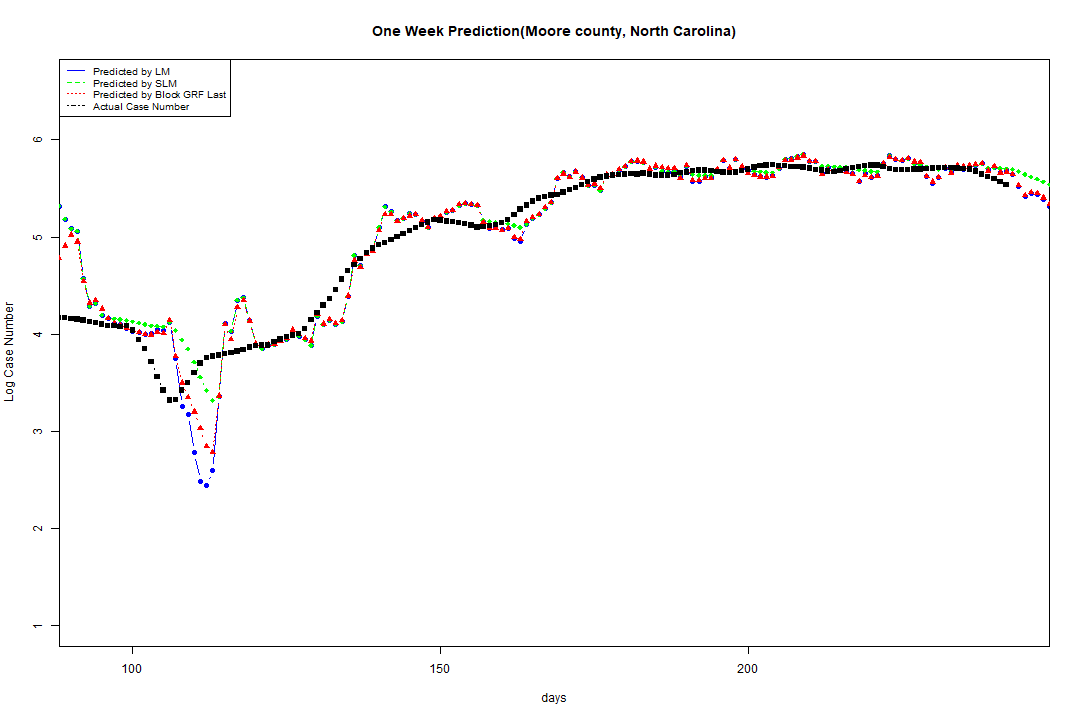 One Week Prediction(Moore county, North Carolina)
Predicted by LM
Predicted by SLM
Predicted by Block GRF Last
Actual Case Number
Log Case Number
6
5
4
3
2
1
100
150
200
days